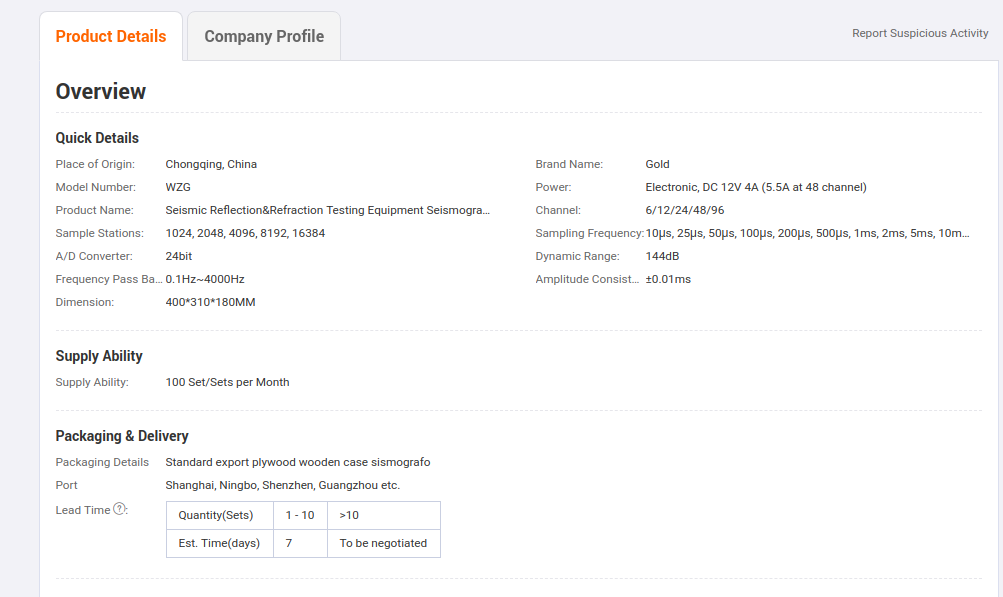 Product Details
Company Profile
Report Suspicious Activity
Overview
Quick Details
Place of Origin: Chongqing, China Brand Name: Gold
Model Number: WZG Power: Electronic, DC 12V 4A (5.5A at 48 channel)
Product Name: Seismic Reflection&Refraction Testing Equipment Seismogra... Channel: 6/12/24/48/96
Sample Stations: 1024, 2048, 4096, 8192, 16384 Sampling Frequency: 10μs, 25μs, 50μs, 100μs, 200μs, 500μs, 1ms, 2ms, 5ms, 10m...
A/D Converter: 24bit Dynamic Range: 144dB
Frequency Pass Ba... 0.1Hz~4000Hz Amplitude Consist... ±0.01ms
Dimension: 400*310*180MM
Supply Ability
Supply Ability: 100 Set/Sets per Month
Packaging & Delivery
Packaging Details Standard export plywood wooden case sismografo
Port Shanghai, Ningbo, Shenzhen, Guangzhou etc.
Lead Time ?:
Quantity(Sets) 1 - 10 >10
Est. Time(days) 7 To be negotiated